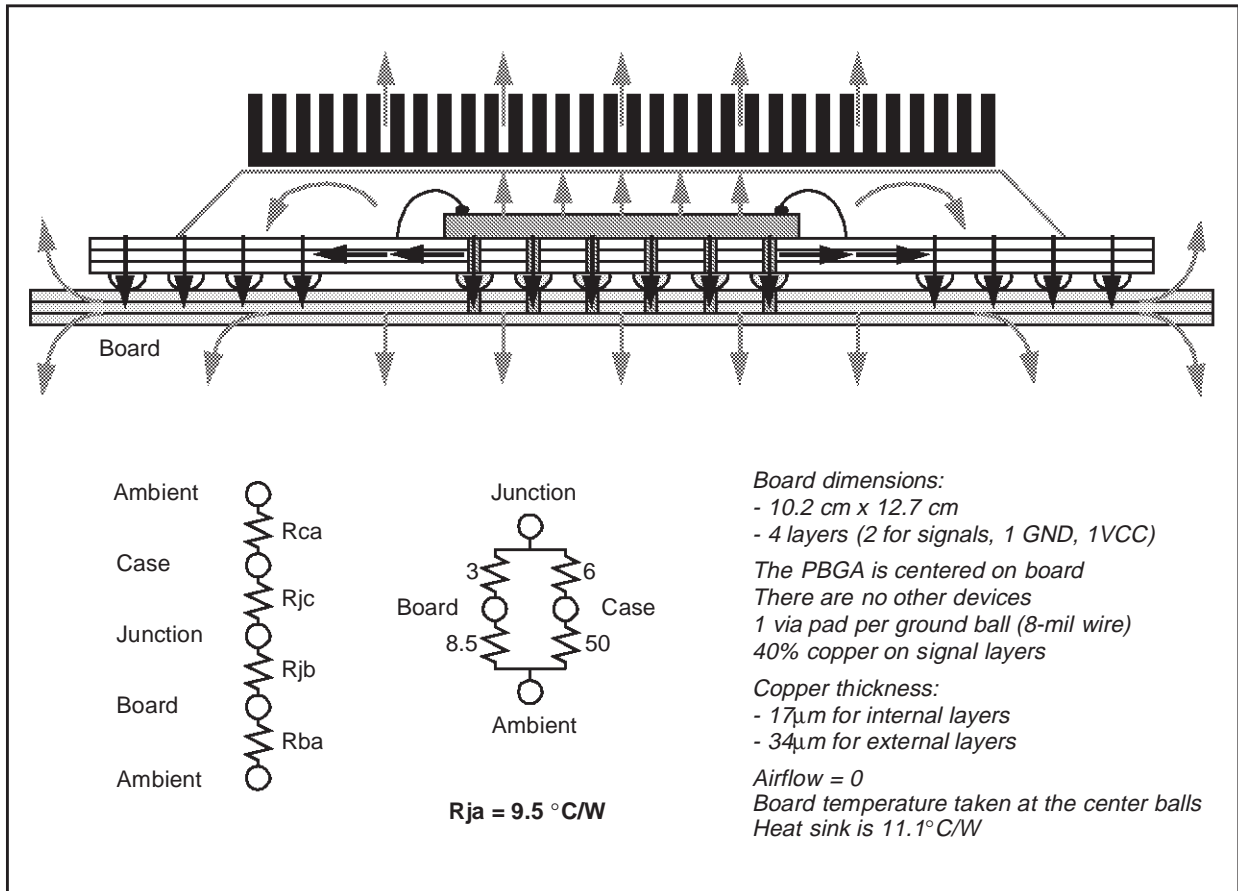 Board
Ambient
Rca
Case
Rjc
Junction
Rjb
Board
Rba
Ambient
Junction
3
6
Board
Case
8.5
50
Ambient
Rja = 9.5 °C/W
Board dimensions:
- 10.2 cm x 12.7 cm
- 4 layers (2 for signals, 1 GND, 1VCC)
The PBGA is centered on board
There are no other devices
1 via pad per ground ball (8-mil wire)
40% copper on signal layers
Copper thickness:
- 17μm for internal layers
- 34μm for external layers
Airflow = 0
Board temperature taken at the center balls
Heat sink is 11.1°C/W